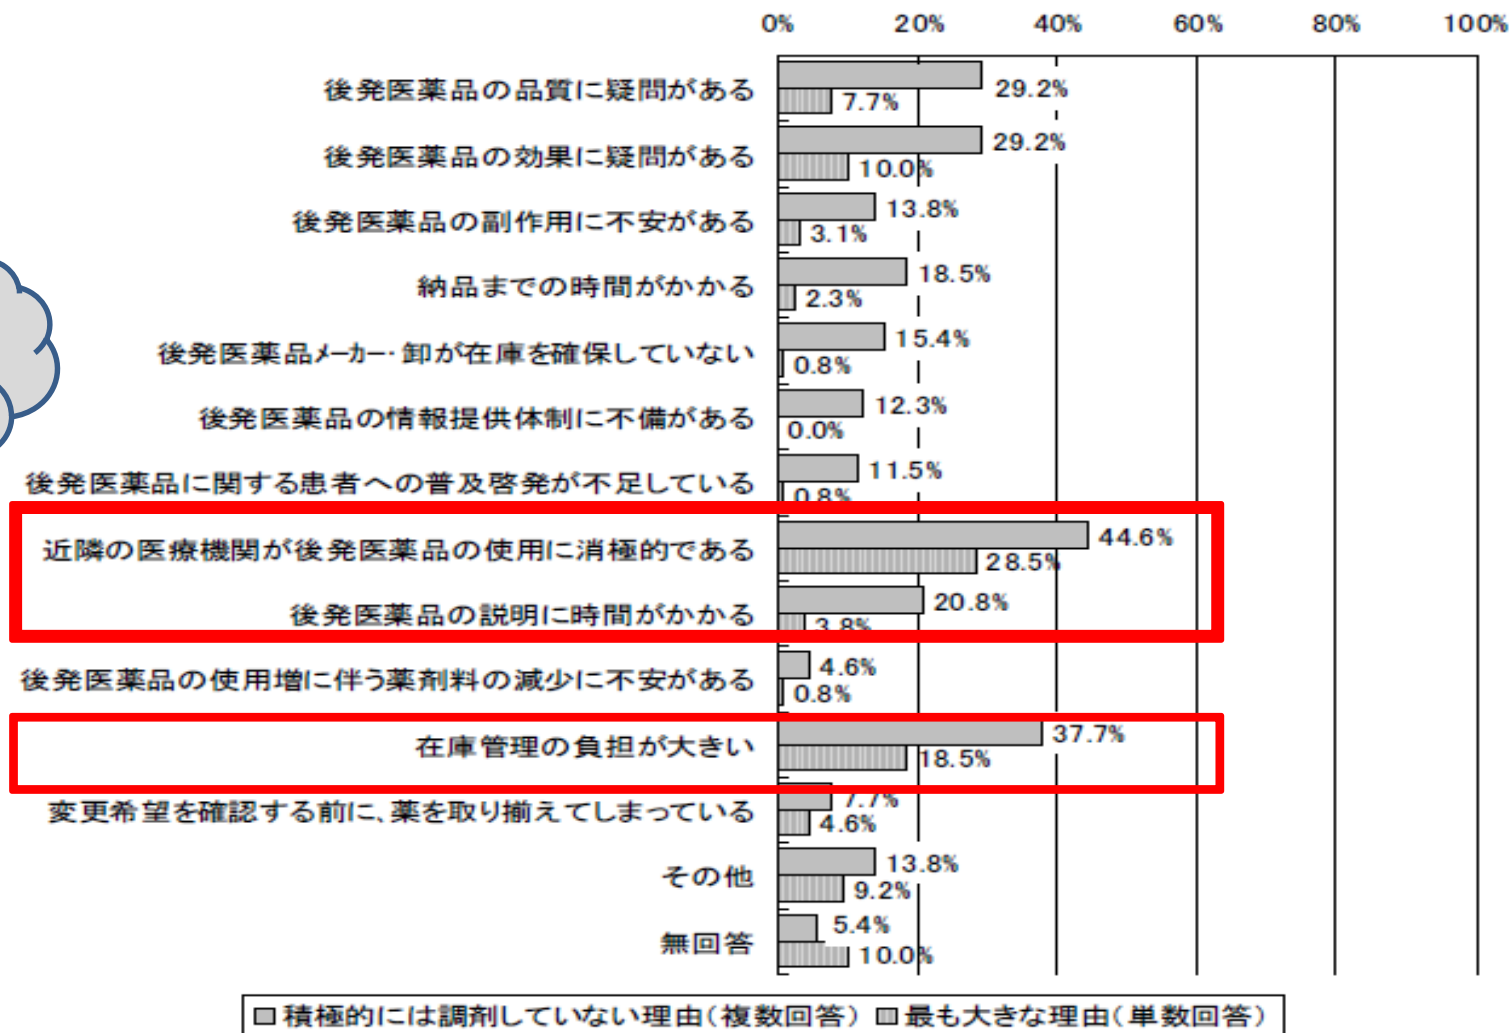 0% 20% 40% 60% 80% 100%
後発医薬品の品質に疑問がある 29.2%
7.7%
後発医薬品の効果に疑問がある 29.2%
10.0%
後発医薬品の副作用に不安がある 13.8%
3.1%
納品までの時間がかかる 18.5%
2.3%
後発医薬品メーカー・卸が在庫を確保していない 15.4%
0.8%
後発医薬品の情報提供体制に不備がある 12.3%
0.0%
後発医薬品に関する患者への普及啓発が不足している 11.5%
0.8%
近隣の医療機関が後発医薬品の使用に消極的である 44.6%
28.5%
後発医薬品の説明に時間がかかる 20.8%
3.8%
後発医薬品の使用増に伴う薬剤料の減少に不安がある 4.6%
0.8%
在庫管理の負担が大きい 37.7%
18.5%
変更希望を確認する前に、薬を取り揃えてしまっている 7.7%
4.6%
その他 13.8%
9.2%
無回答 5.4%
10.0%
積極的には調剤していない理由(複数回答) 最も大きな理由(単数回答)